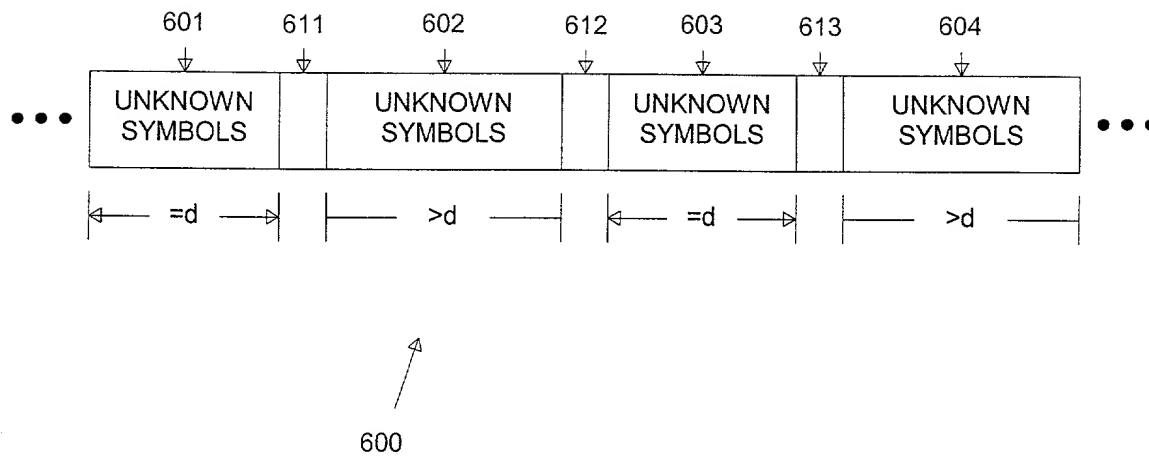 601 611 602 612 603 613 604
UNKNOWN SYMBOLS UNKNOWN SYMBOLS UNKNOWN SYMBOLS UNKNOWN SYMBOLS
=d >d =d >d
600